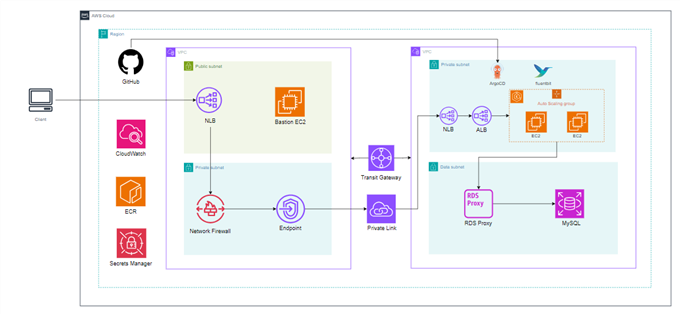 AWS Cloud
Region
GitHub
Client
CloudWatch
ECR
Secrets Manager
VPC
Public subnet
NLB
Bastion EC2
Private subnet
Network Firewall
Endpoint
Transit Gateway
Private Link
VPC
Private subnet
ArgoCD
NLB
ALB
Auto Scaling group
EC2
EC2
Data subnet
RDS
Proxy
RDS Proxy
MySQL